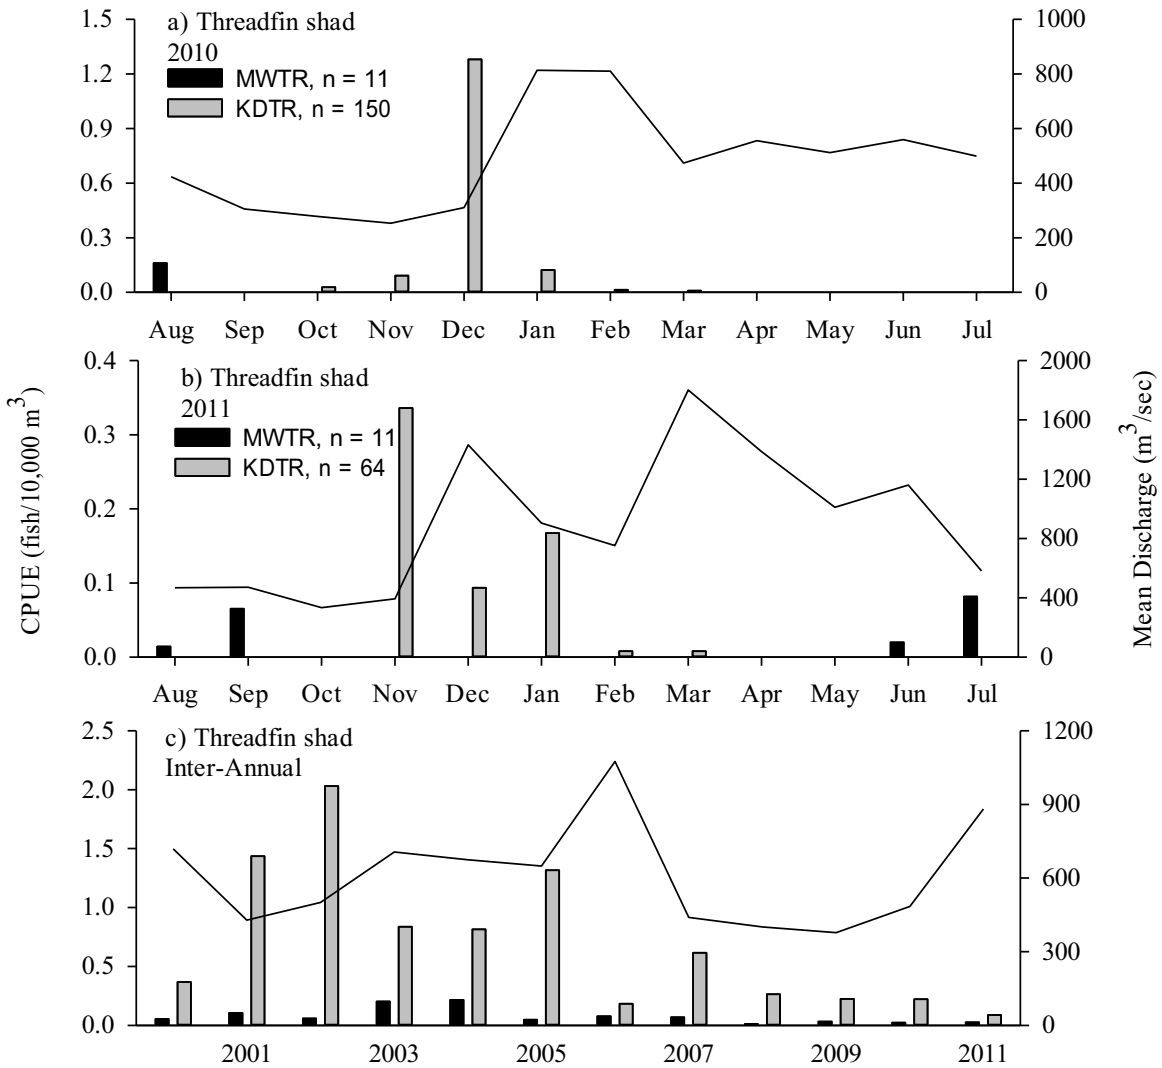 a) Threadfin shad
2010
MWTR, n = 11
KDTR, n = 150
1.5
1.2
0.9
0.6
0.3
0.0
1000
800
600
400
200
0
Aug Sep Oct Nov Dec Jan Feb Mar Apr May Jun Jul
CPUE (fish/10,000 m³)
Mean Discharge (m³/sec)
b) Threadfin shad
2011
MWTR, n = 11
KDTR, n = 64
0.4
0.3
0.2
0.1
0.0
2000
1600
1200
800
400
0
Aug Sep Oct Nov Dec Jan Feb Mar Apr May Jun Jul
c) Threadfin shad
Inter-Annual
2.5
2.0
1.5
1.0
0.5
0.0
1200
900
600
300
0
2001 2003 2005 2007 2009 2011